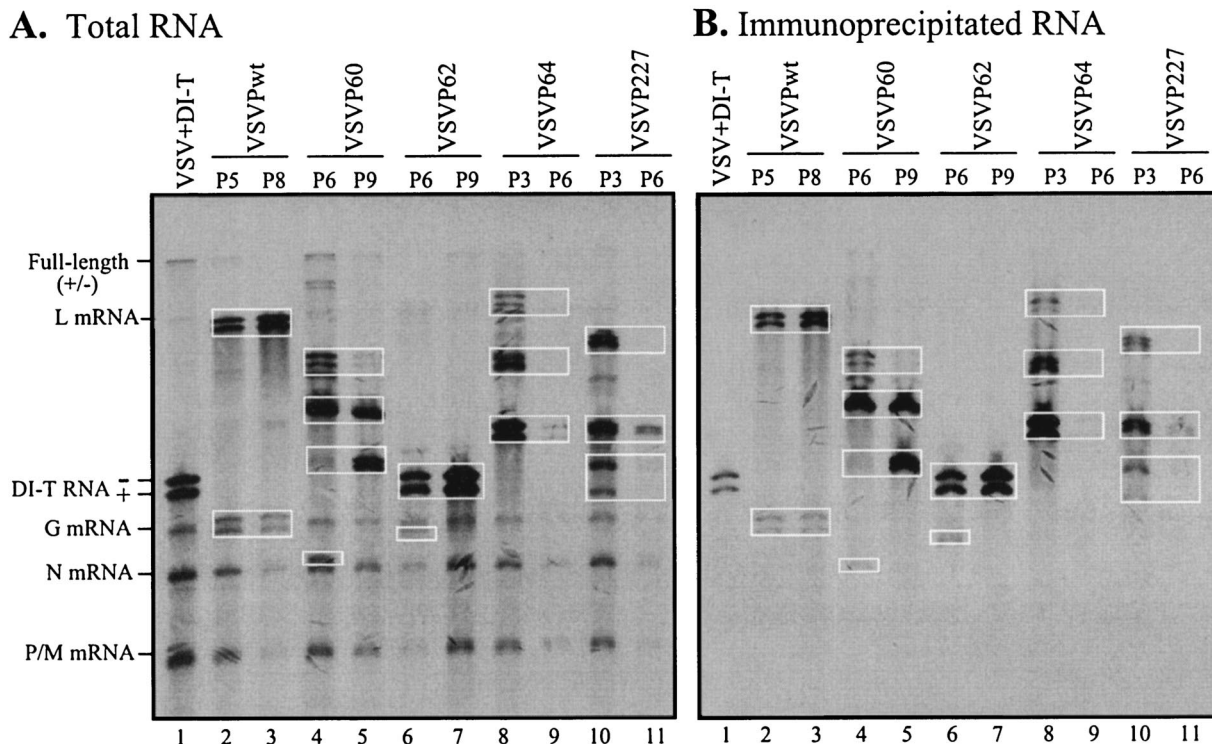 A. Total RNA
VSV+DI-T
VSVPwt
VSVP60
VSVP62
VSVP64
VSVP227
P5 P8 P6 P9 P6 P9 P3 P6 P3 P6
Full-length
(+/-)
L mRNA
DI-T RNA -
+
G mRNA
N mRNA
P/M mRNA
1 2 3 4 5 6 7 8 9 10 11
B. Immunoprecipitated RNA
VSV+DI-T
VSVPwt
VSVP60
VSVP62
VSVP64
VSVP227
P5 P8 P6 P9 P6 P9 P3 P6 P3 P6
1 2 3 4 5 6 7 8 9 10 11